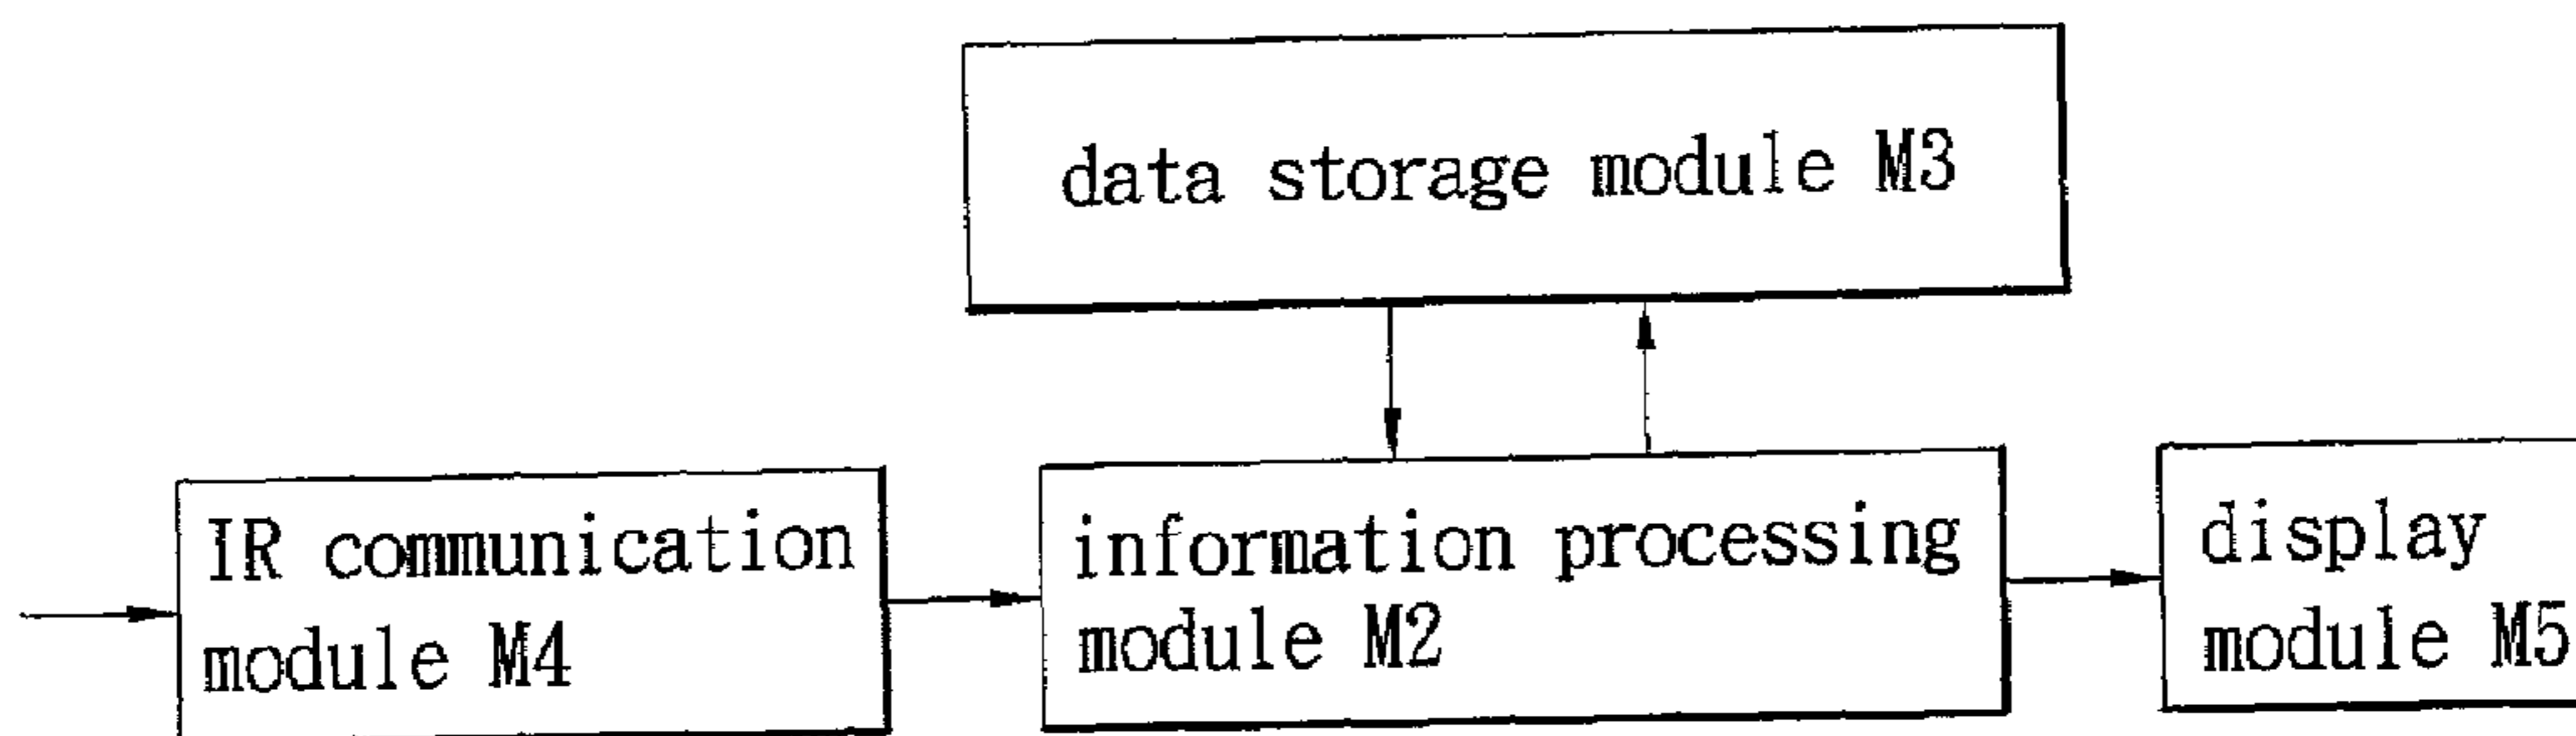 data storage module M3
IR communication
module M4
information processing
module M2
display
module M5